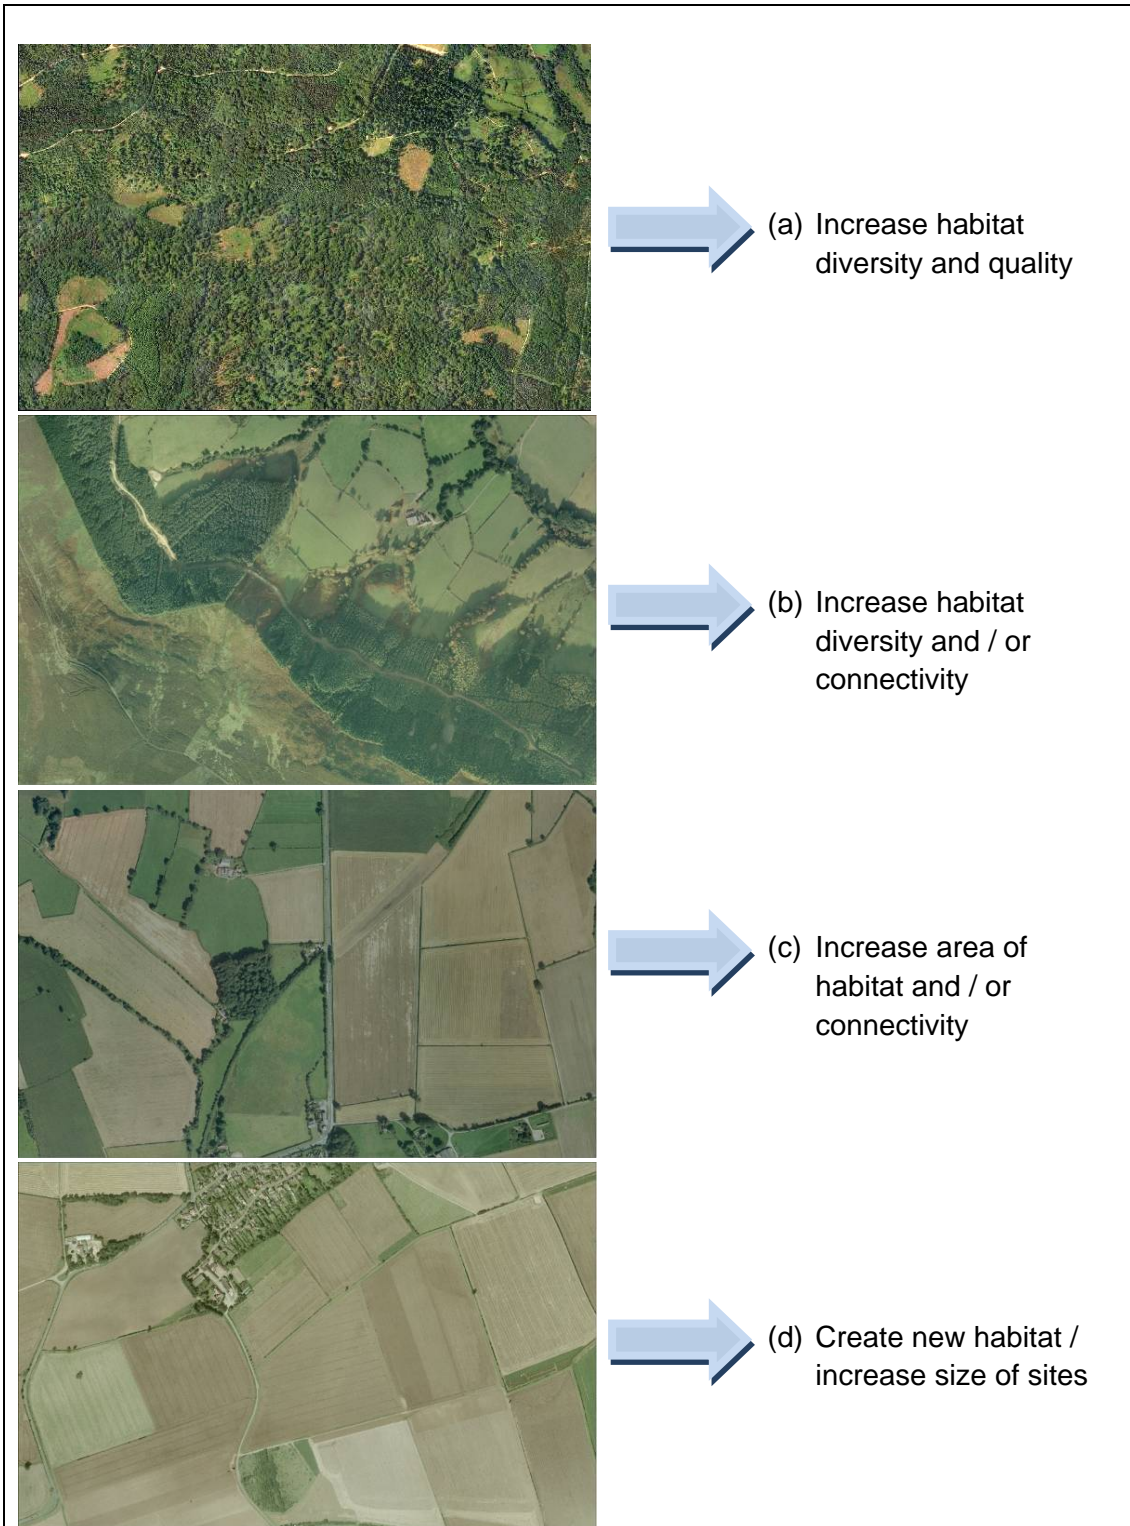 (a) Increase habitat
diversity and quality
(b) Increase habitat
diversity and / or
connectivity
(c) Increase area of
habitat and / or
connectivity
(d) Create new habitat /
increase size of sites